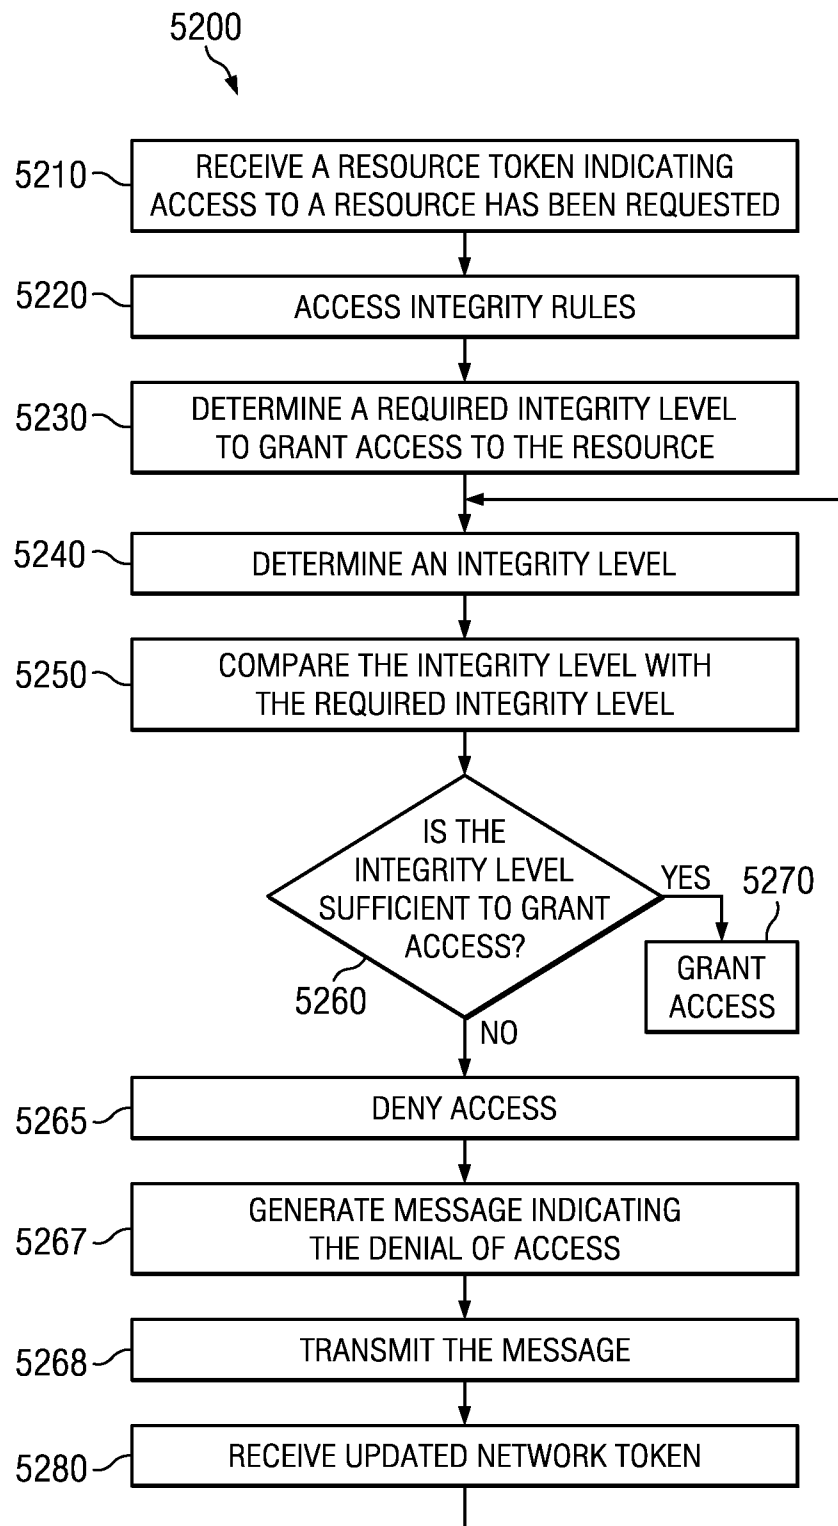 5200
5210
RECEIVE A RESOURCE TOKEN INDICATING
ACCESS TO A RESOURCE HAS BEEN REQUESTED
5220
ACCESS INTEGRITY RULES
5230
DETERMINE A REQUIRED INTEGRITY LEVEL
TO GRANT ACCESS TO THE RESOURCE
5240
DETERMINE AN INTEGRITY LEVEL
5250
COMPARE THE INTEGRITY LEVEL WITH
THE REQUIRED INTEGRITY LEVEL
IS THE
INTEGRITY LEVEL
SUFFICIENT TO GRANT
ACCESS?
5260
YES
5270
GRANT
ACCESS
NO
5265
DENY ACCESS
5267
GENERATE MESSAGE INDICATING
THE DENIAL OF ACCESS
5268
TRANSMIT THE MESSAGE
5280
RECEIVE UPDATED NETWORK TOKEN